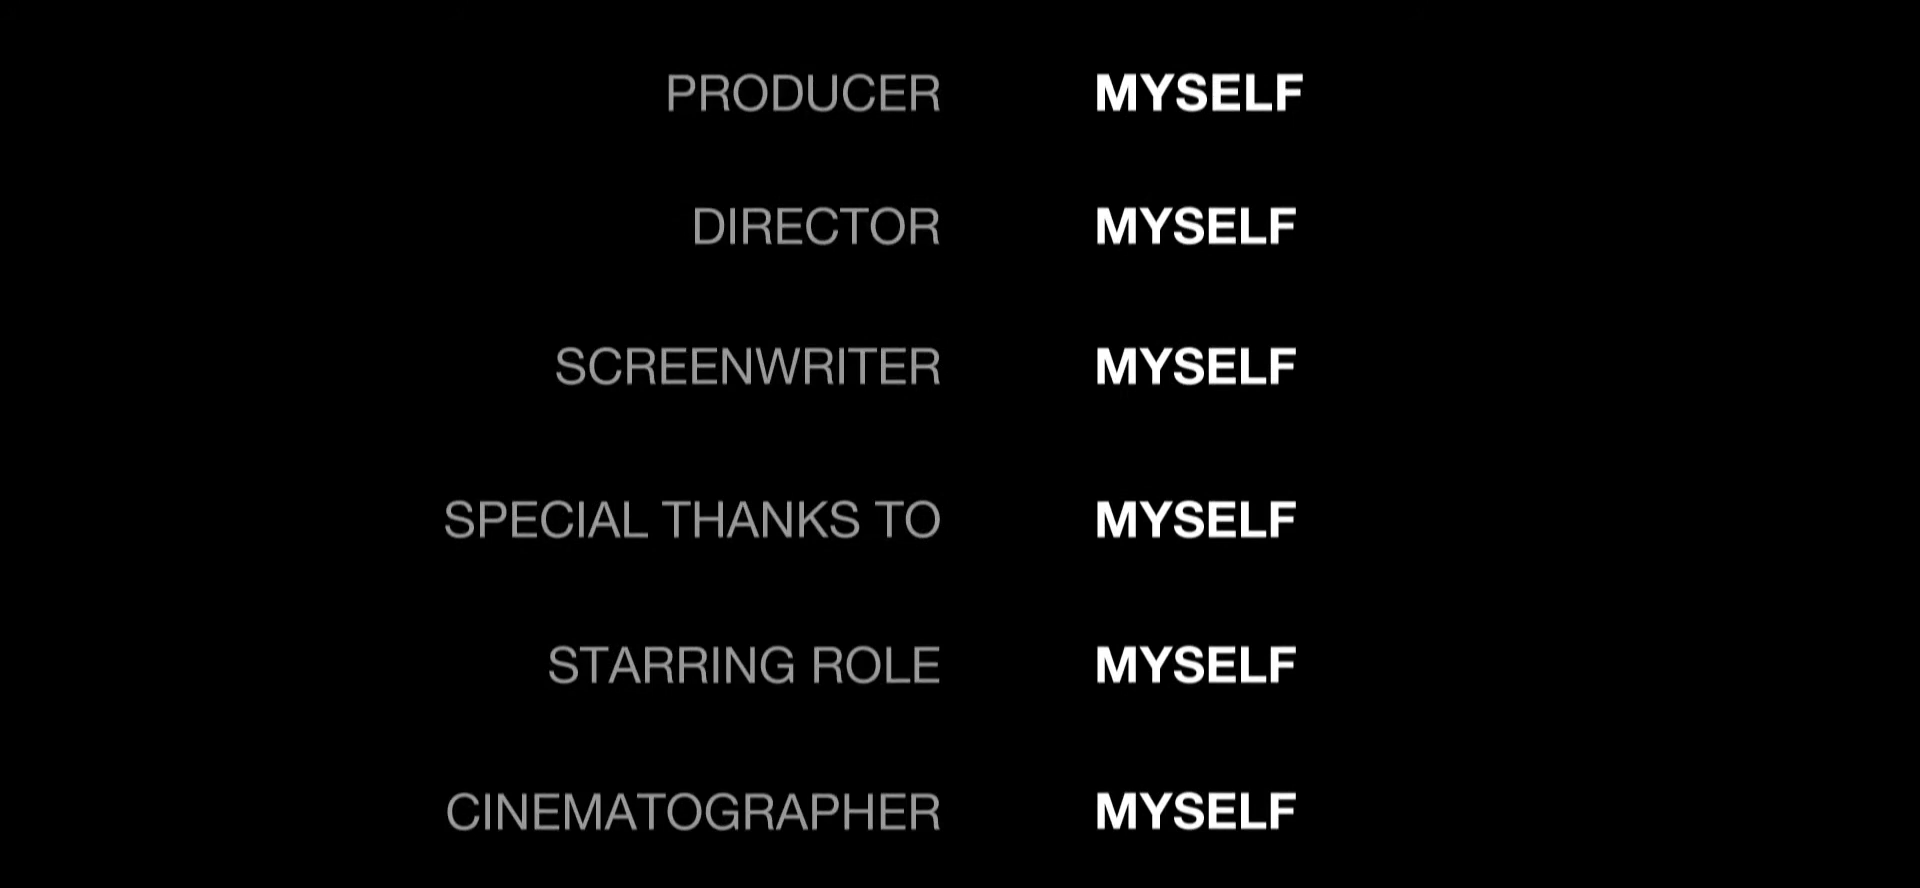 PRODUCER MYSELF
DIRECTOR MYSELF
SCREENWRITER MYSELF
SPECIAL THANKS TO MYSELF
STARRING ROLE MYSELF
CINEMATOGRAPHER MYSELF